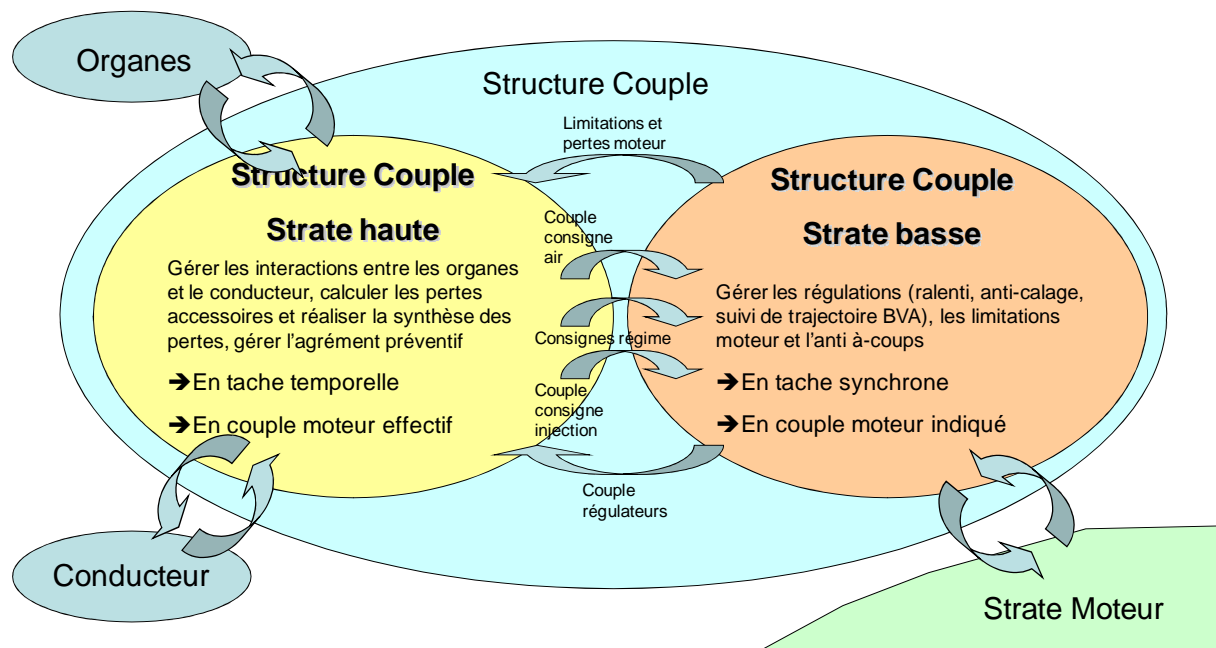 Organes
Structure Couple
Limitations et
pertes moteur
Structure Couple
Strate haute
Gérer les interactions entre les organes
et le conducteur, calculer les pertes
accessoires et réaliser la synthèse des
pertes, gérer l'agrément préventif
➔En tache temporelle
➔En couple moteur effectif
Couple
consigne
air
Consignes régime
Couple
consigne
injection
Couple
régulateurs
Structure Couple
Strate basse
Gérer les régulations (ralenti, anti-calage,
suivi de trajectoire BVA), les limitations
moteur et l'anti à-coups
➔En tache synchrone
➔En couple moteur indiqué
Conducteur
Strate Moteur